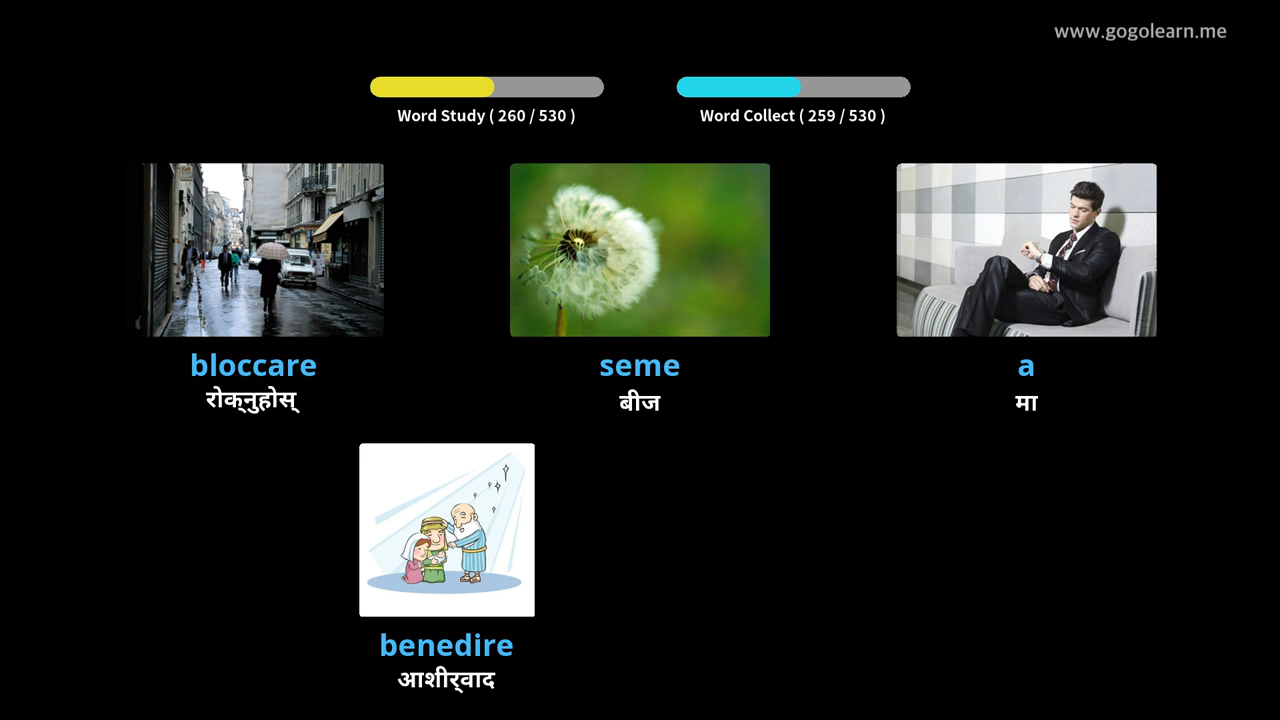 www.gogolearn.me
Word Study ( 260 / 530 )
Word Collect ( 259 / 530 )
bloccare
रोक्नुहोस्
seme
बीज
a
मा
benedire
आशीर्वाद